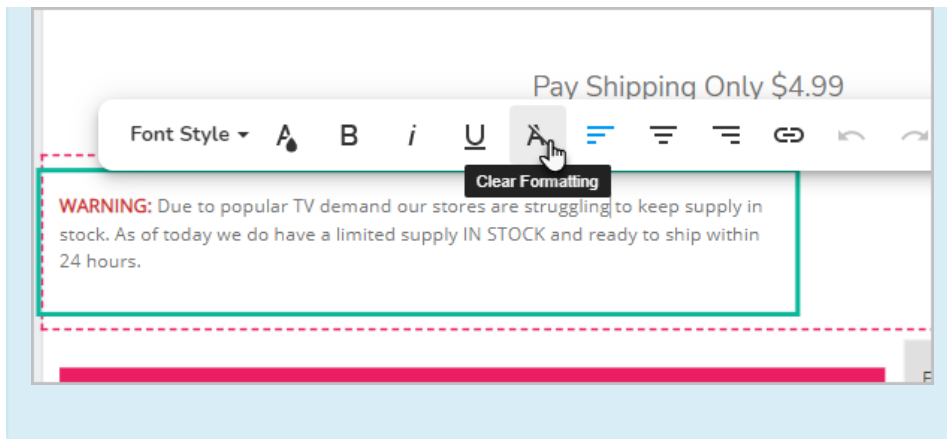 Pay Shipping Only $4.99
Font Style A B i U A
Clear Formatting
WARNING: Due to popular TV demand our stores are struggling to keep supply in
stock. As of today we do have a limited supply IN STOCK and ready to ship within
24 hours.